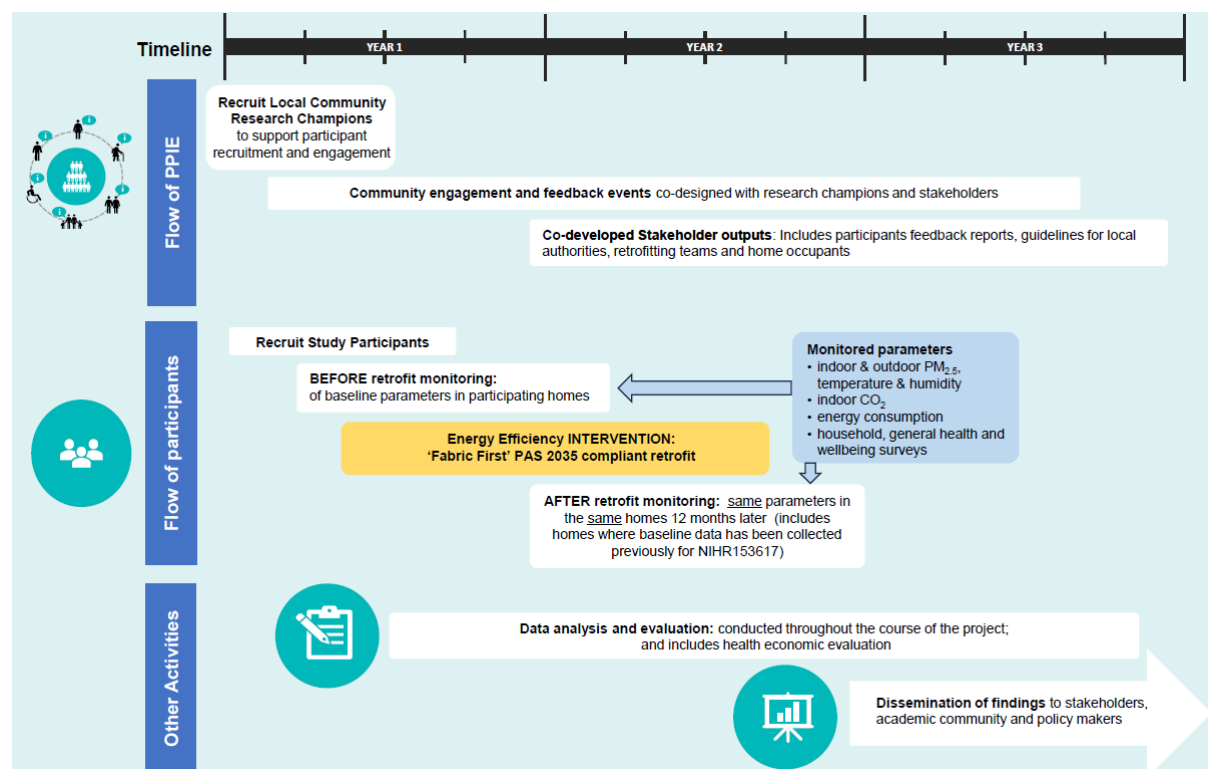 Timeline
YEAR 1
YEAR 2
YEAR 3
Flow of PPIE
Recruit Local Community
Research Champions
to support participant
recruitment and engagement
Community engagement and feedback events co-designed with research champions and stakeholders
Co-developed Stakeholder outputs: Includes participants feedback reports, guidelines for local
authorities, retrofitting teams and home occupants
Flow of participants
Recruit Study Participants
BEFORE retrofit monitoring:
of baseline parameters in participating homes
Monitored parameters
• indoor & outdoor PM2.5,
temperature & humidity
• indoor CO2
• energy consumption
• household, general health and
wellbeing surveys
Energy Efficiency INTERVENTION:
‘Fabric First’ PAS 2035 compliant retrofit
AFTER retrofit monitoring: same parameters in
the same homes 12 months later (includes
homes where baseline data has been collected
previously for NIHR153617)
Other Activities
Data analysis and evaluation: conducted throughout the course of the project;
and includes health economic evaluation
Dissemination of findings to stakeholders,
academic community and policy makers